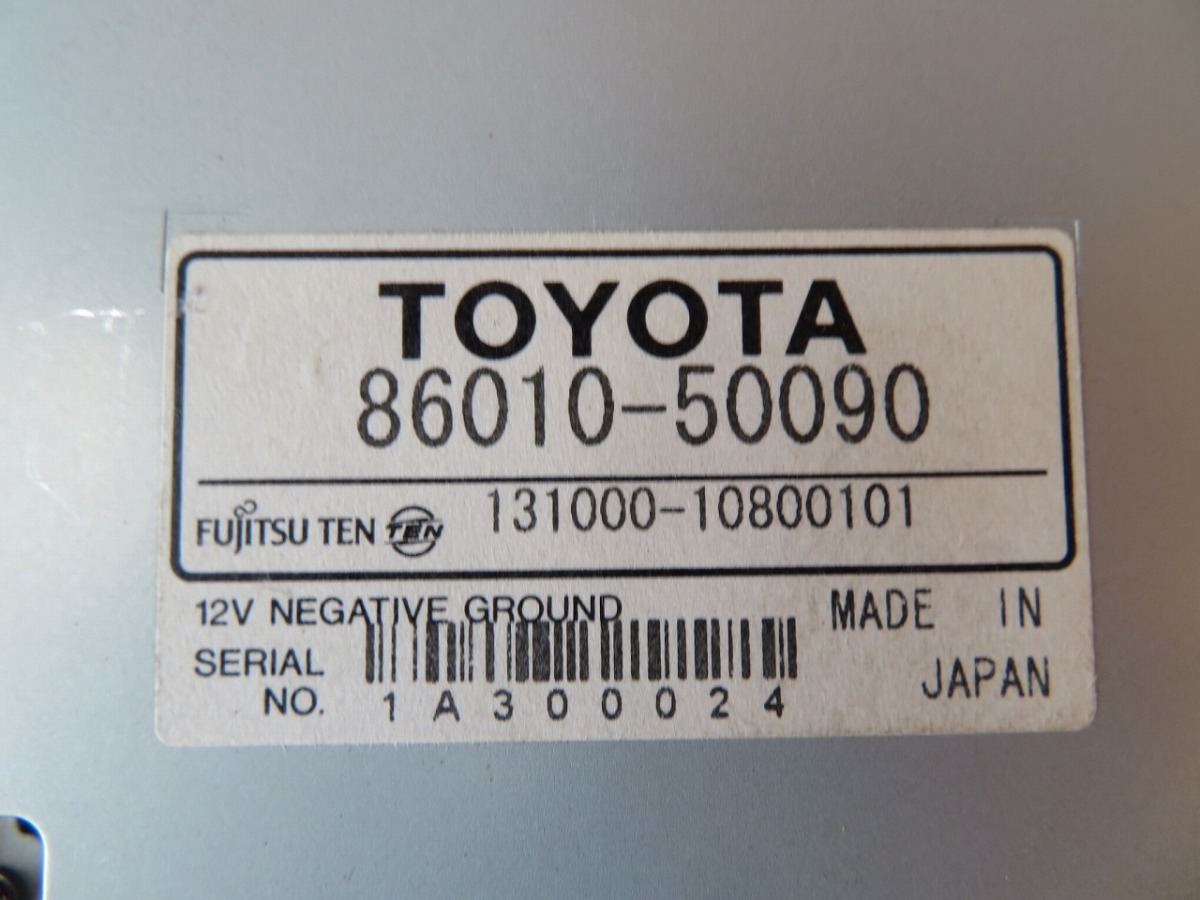 TOYOTA
86010-50090
FUJITSU TEN TEN 131000-10800101
12V NEGATIVE GROUND MADE IN
SERIAL JAPAN
NO. 1A300024